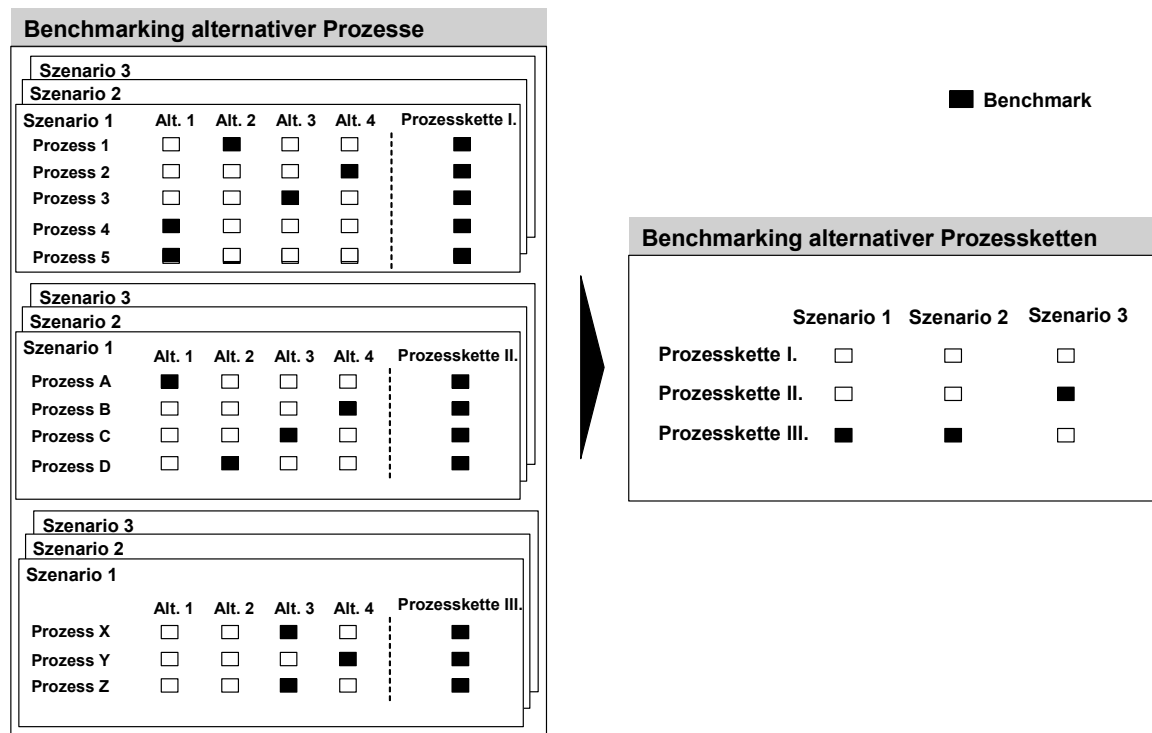 Benchmarking alternativer Prozesse
Szenario 3
Szenario 2
Szenario 1 Alt. 1 Alt. 2 Alt. 3 Alt. 4 Prozesskette I.
Prozess 1
Prozess 2
Prozess 3
Prozess 4
Prozess 5
Szenario 3
Szenario 2
Szenario 1
Alt. 1 Alt. 2 Alt. 3 Alt. 4 Prozesskette II.
Prozess A
Prozess B
Prozess C
Prozess D
Szenario 3
Szenario 2
Szenario 1
Alt. 1 Alt. 2 Alt. 3 Alt. 4 Prozesskette III.
Prozess X
Prozess Y
Prozess Z
Benchmark
Benchmarking alternativer Prozessketten
Szenario 1 Szenario 2 Szenario 3
Prozesskette I.
Prozesskette II.
Prozesskette III.